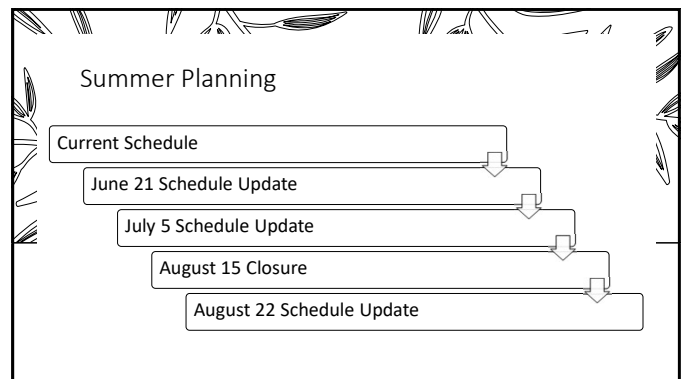 Summer Planning
Current Schedule
June 21 Schedule Update
July 5 Schedule Update
August 15 Closure
August 22 Schedule Update